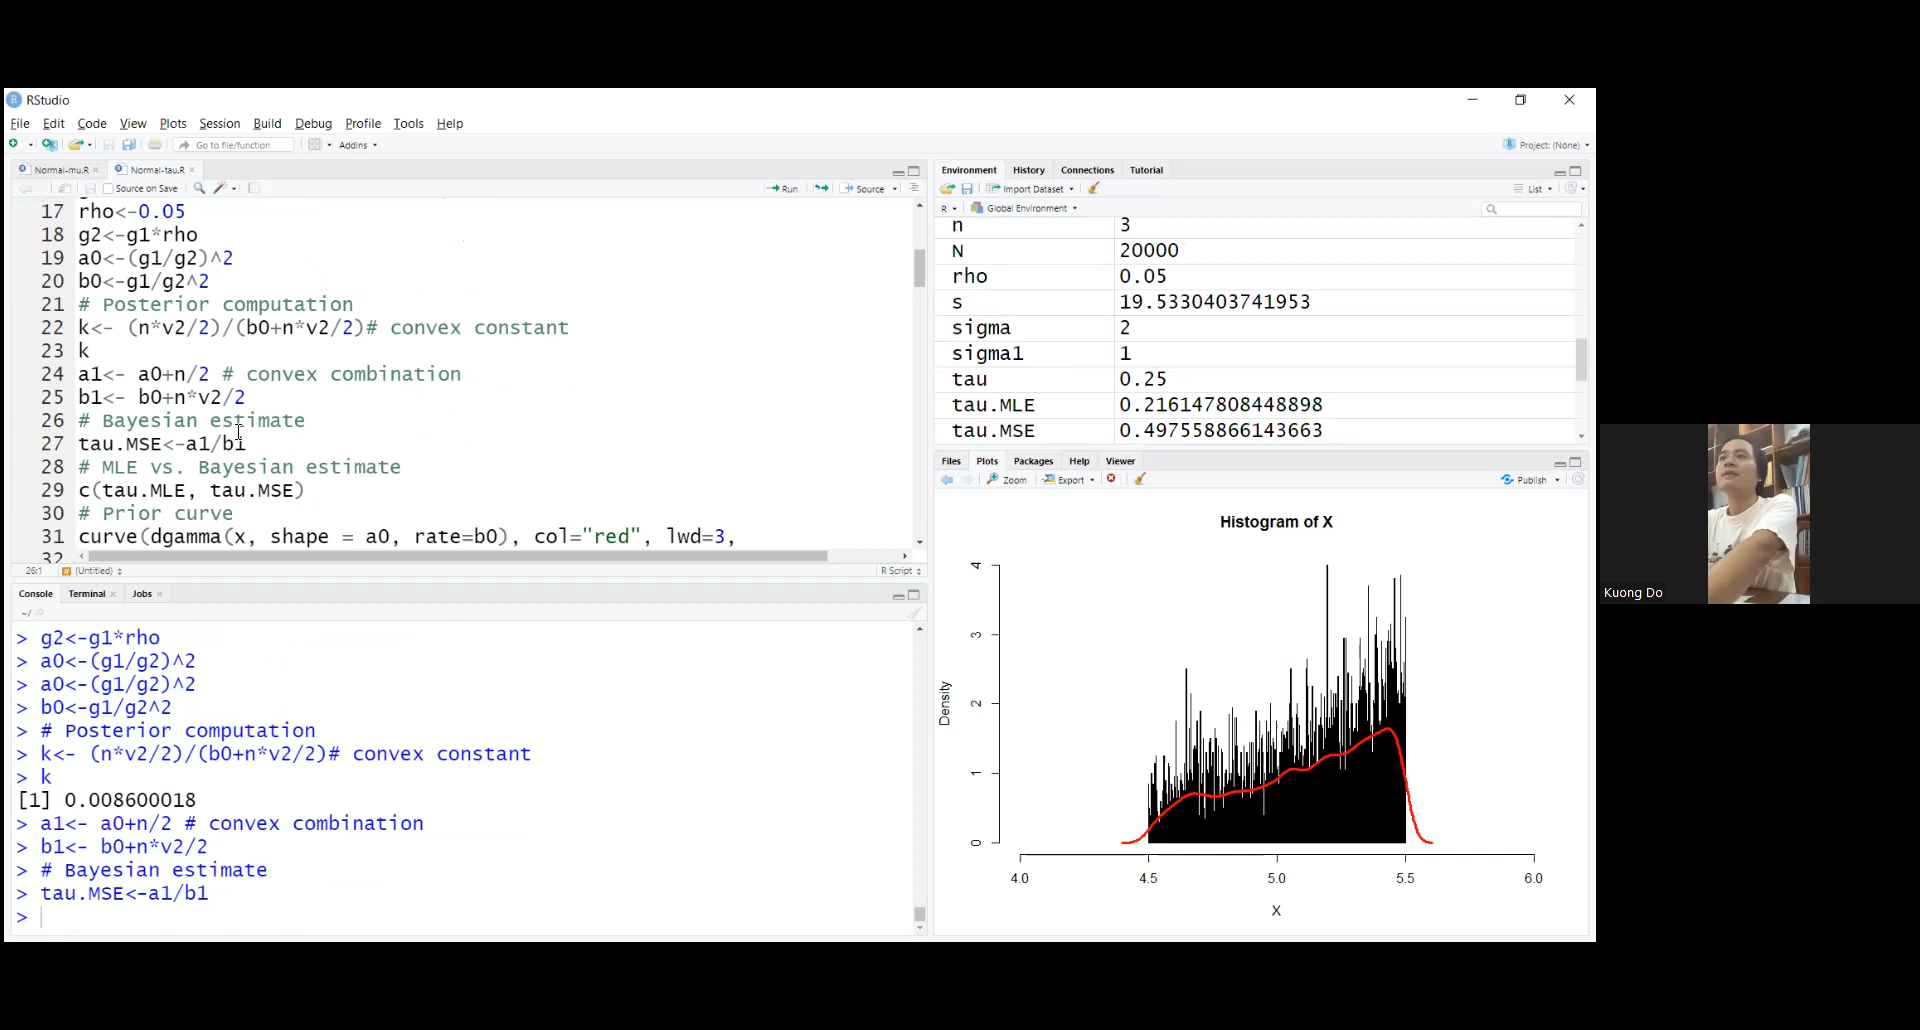 RStudio
File Edit Code View Plots Session Build Debug Profile Tools Help
Go to file/function Addins Project: (None)
Normal-mu.R Normal-tau.R
Source on Save Run Source
17 rho<-0.05
18 g2<-g1*rho
19 a0<-(g1/g2)^2
20 b0<-g1/g2^2
21 # Posterior computation
22 k<- (n*v2/2)/(b0+n*v2/2)# convex constant
23 k
24 a1<- a0+n/2 # convex combination
25 b1<- b0+n*v2/2
26 # Bayesian estimate
27 tau.MSE<-a1/b1
28 # MLE vs. Bayesian estimate
29 c(tau.MLE, tau.MSE)
30 # Prior curve
31 curve(dgamma(x, shape = a0, rate=b0), col="red", lwd=3,
32
26:1 (Untitled) R Script
Console Terminal Jobs
~/
> g2<-g1*rho
> a0<-(g1/g2)^2
> a0<-(g1/g2)^2
> b0<-g1/g2^2
> # Posterior computation
> k<- (n*v2/2)/(b0+n*v2/2)# convex constant
> k
[1] 0.008600018
> a1<- a0+n/2 # convex combination
> b1<- b0+n*v2/2
> # Bayesian estimate
> tau.MSE<-a1/b1
>
Environment History Connections Tutorial
Import Dataset List
R Global Environment
n 3
N 20000
rho 0.05
s 19.5330403741953
sigma 2
sigma1 1
tau 0.25
tau.MLE 0.216147808448898
tau.MSE 0.497558866143663
Files Plots Packages Help Viewer
Zoom Export Publish
Histogram of X
Density
0 1 2 3 4
4.0 4.5 5.0 5.5 6.0
X
Kuong Do